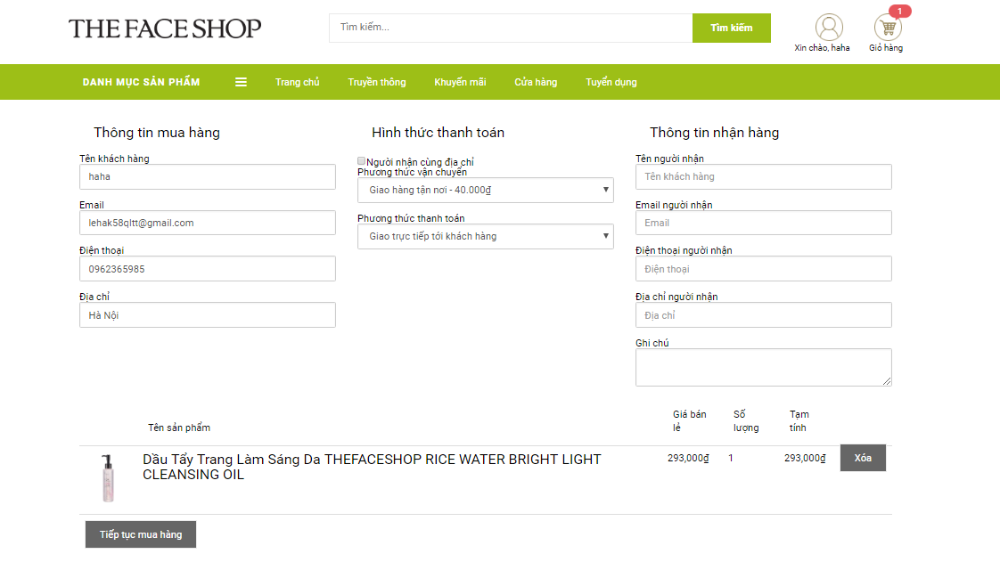 THE FACE SHOP
Tìm kiếm...
Tìm kiếm
1
Xin chào, haha
Giỏ hàng
DANH MỤC SẢN PHẨM
Trang chủ
Truyền thông
Khuyến mãi
Cửa hàng
Tuyển dụng
Thông tin mua hàng
Tên khách hàng
haha
Email
lehak58qltt@gmail.com
Điện thoại
0962365985
Địa chỉ
Hà Nội
Hình thức thanh toán
Người nhận cùng địa chỉ
Phương thức vận chuyển
Giao hàng tận nơi - 40.000₫
Phương thức thanh toán
Giao trực tiếp tới khách hàng
Thông tin nhận hàng
Tên người nhận
Tên khách hàng
Email người nhận
Email
Điện thoại người nhận
Điện thoại
Địa chỉ người nhận
Địa chỉ
Ghi chú
Tên sản phẩm
Giá bán
lẻ
Số
lượng
Tạm
tính
Dầu Tẩy Trang Làm Sáng Da THEFACESHOP RICE WATER BRIGHT LIGHT
CLEANSING OIL
293,000₫
1
293,000₫
Xóa
Tiếp tục mua hàng